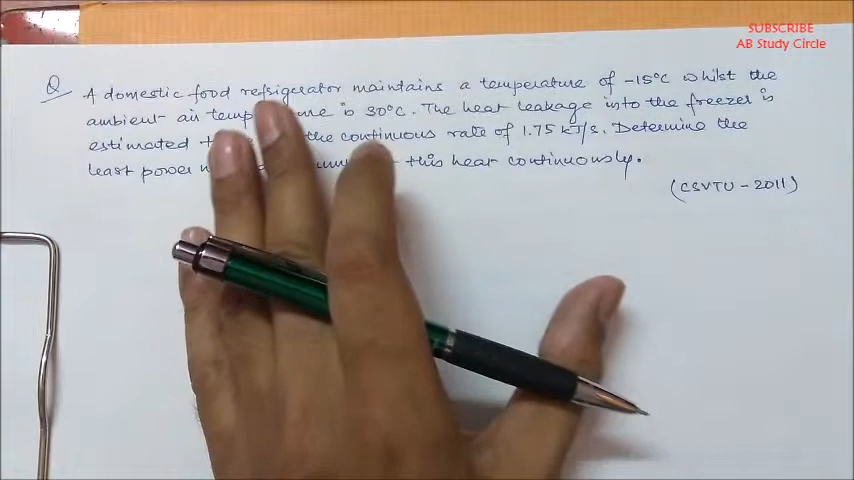 SUBSCRIBE
AB Study Circle
Q A domestic food refrigerator maintains a temperature of -15°C whilst the
ambient air is 30°C. The heat leakage into the freezer is
estimated the continuous rate of 1.75 kJ/s. Determine the
least power this heat continuously.
(CSVTU - 2011)